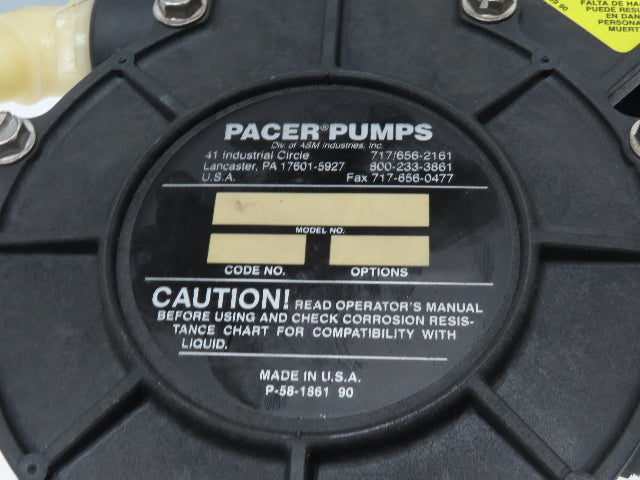 FALTA DE HA
PUEDE RESU
EN DAÑ
PERSONA
MUERT
90
PACER® PUMPS
Div. of ASM Industries, Inc.
41 Industrial Circle 717/656-2161
Lancaster, PA 17601-5927 800-233-3861
U.S.A. Fax 717-656-0477
MODEL NO.
CODE NO. OPTIONS
CAUTION! READ OPERATOR'S MANUAL
BEFORE USING AND CHECK CORROSION RESIS-
TANCE CHART FOR COMPATIBILITY WITH
LIQUID.
MADE IN U.S.A.
P-58-1861 90